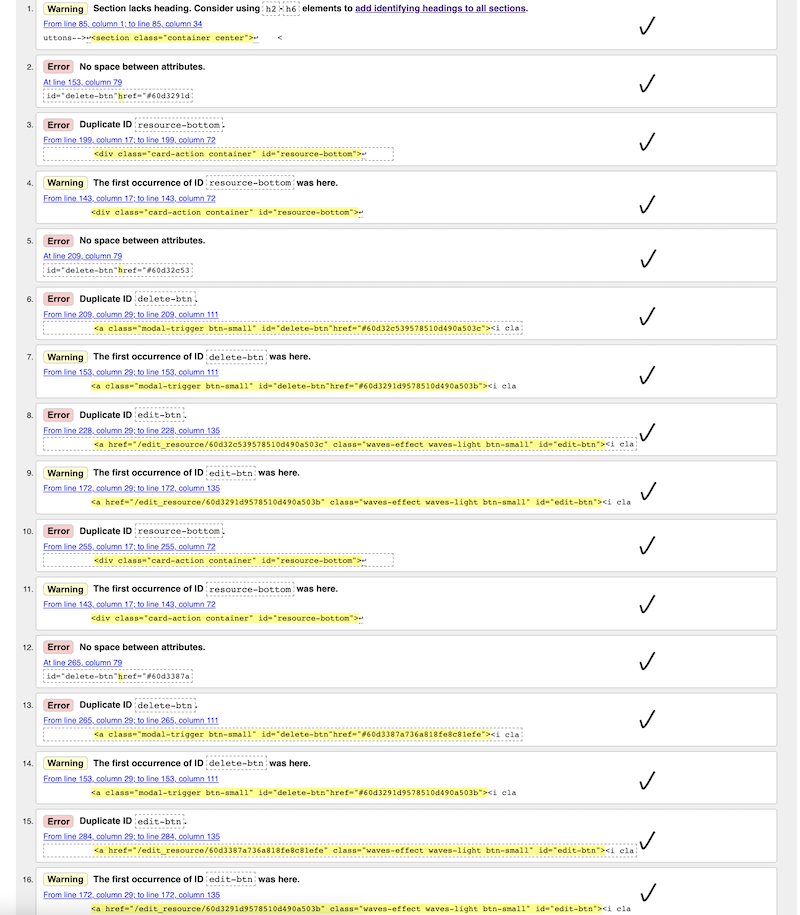 1. Warning Section lacks heading. Consider using h2-h6 elements to add identifying headings to all sections.
From line 85, column 1; to line 85, column 34
uttons-->↩<section class="container center">↩ <
2. Error No space between attributes.
At line 153, column 79
id="delete-btn"href="#60d3291d
3. Error Duplicate ID resource-bottom.
From line 199, column 17; to line 199, column 72
<div class="card-action container" id="resource-bottom">↩
4. Warning The first occurrence of ID resource-bottom was here.
From line 143, column 17; to line 143, column 72
<div class="card-action container" id="resource-bottom">↩
5. Error No space between attributes.
At line 209, column 79
id="delete-btn"href="#60d32c53
6. Error Duplicate ID delete-btn.
From line 209, column 29; to line 209, column 111
<a class="modal-trigger btn-small" id="delete-btn"href="#60d32c539578510d490a503c"><i cla
7. Warning The first occurrence of ID delete-btn was here.
From line 153, column 29; to line 153, column 111
<a class="modal-trigger btn-small" id="delete-btn"href="#60d3291d9578510d490a503b"><i cla
8. Error Duplicate ID edit-btn.
From line 228, column 29; to line 228, column 135
<a href="/edit_resource/60d32c539578510d490a503c" class="waves-effect waves-light btn-small" id="edit-btn"><i cla
9. Warning The first occurrence of ID edit-btn was here.
From line 172, column 29; to line 172, column 135
<a href="/edit_resource/60d3291d9578510d490a503b" class="waves-effect waves-light btn-small" id="edit-btn"><i cla
10. Error Duplicate ID resource-bottom.
From line 255, column 17; to line 255, column 72
<div class="card-action container" id="resource-bottom">↩
11. Warning The first occurrence of ID resource-bottom was here.
From line 143, column 17; to line 143, column 72
<div class="card-action container" id="resource-bottom">↩
12. Error No space between attributes.
At line 265, column 79
id="delete-btn"href="#60d3387a
13. Error Duplicate ID delete-btn.
From line 265, column 29; to line 265, column 111
<a class="modal-trigger btn-small" id="delete-btn"href="#60d3387a736a818fe8c81efe"><i cla
14. Warning The first occurrence of ID delete-btn was here.
From line 153, column 29; to line 153, column 111
<a class="modal-trigger btn-small" id="delete-btn"href="#60d3291d9578510d490a503b"><i cla
15. Error Duplicate ID edit-btn.
From line 284, column 29; to line 284, column 135
<a href="/edit_resource/60d3387a736a818fe8c81efe" class="waves-effect waves-light btn-small" id="edit-btn"><i cla
16. Warning The first occurrence of ID edit-btn was here.
From line 172, column 29; to line 172, column 135
<a href="/edit_resource/60d3291d9578510d490a503b" class="waves-effect waves-light btn-small" id="edit-btn"><i cla